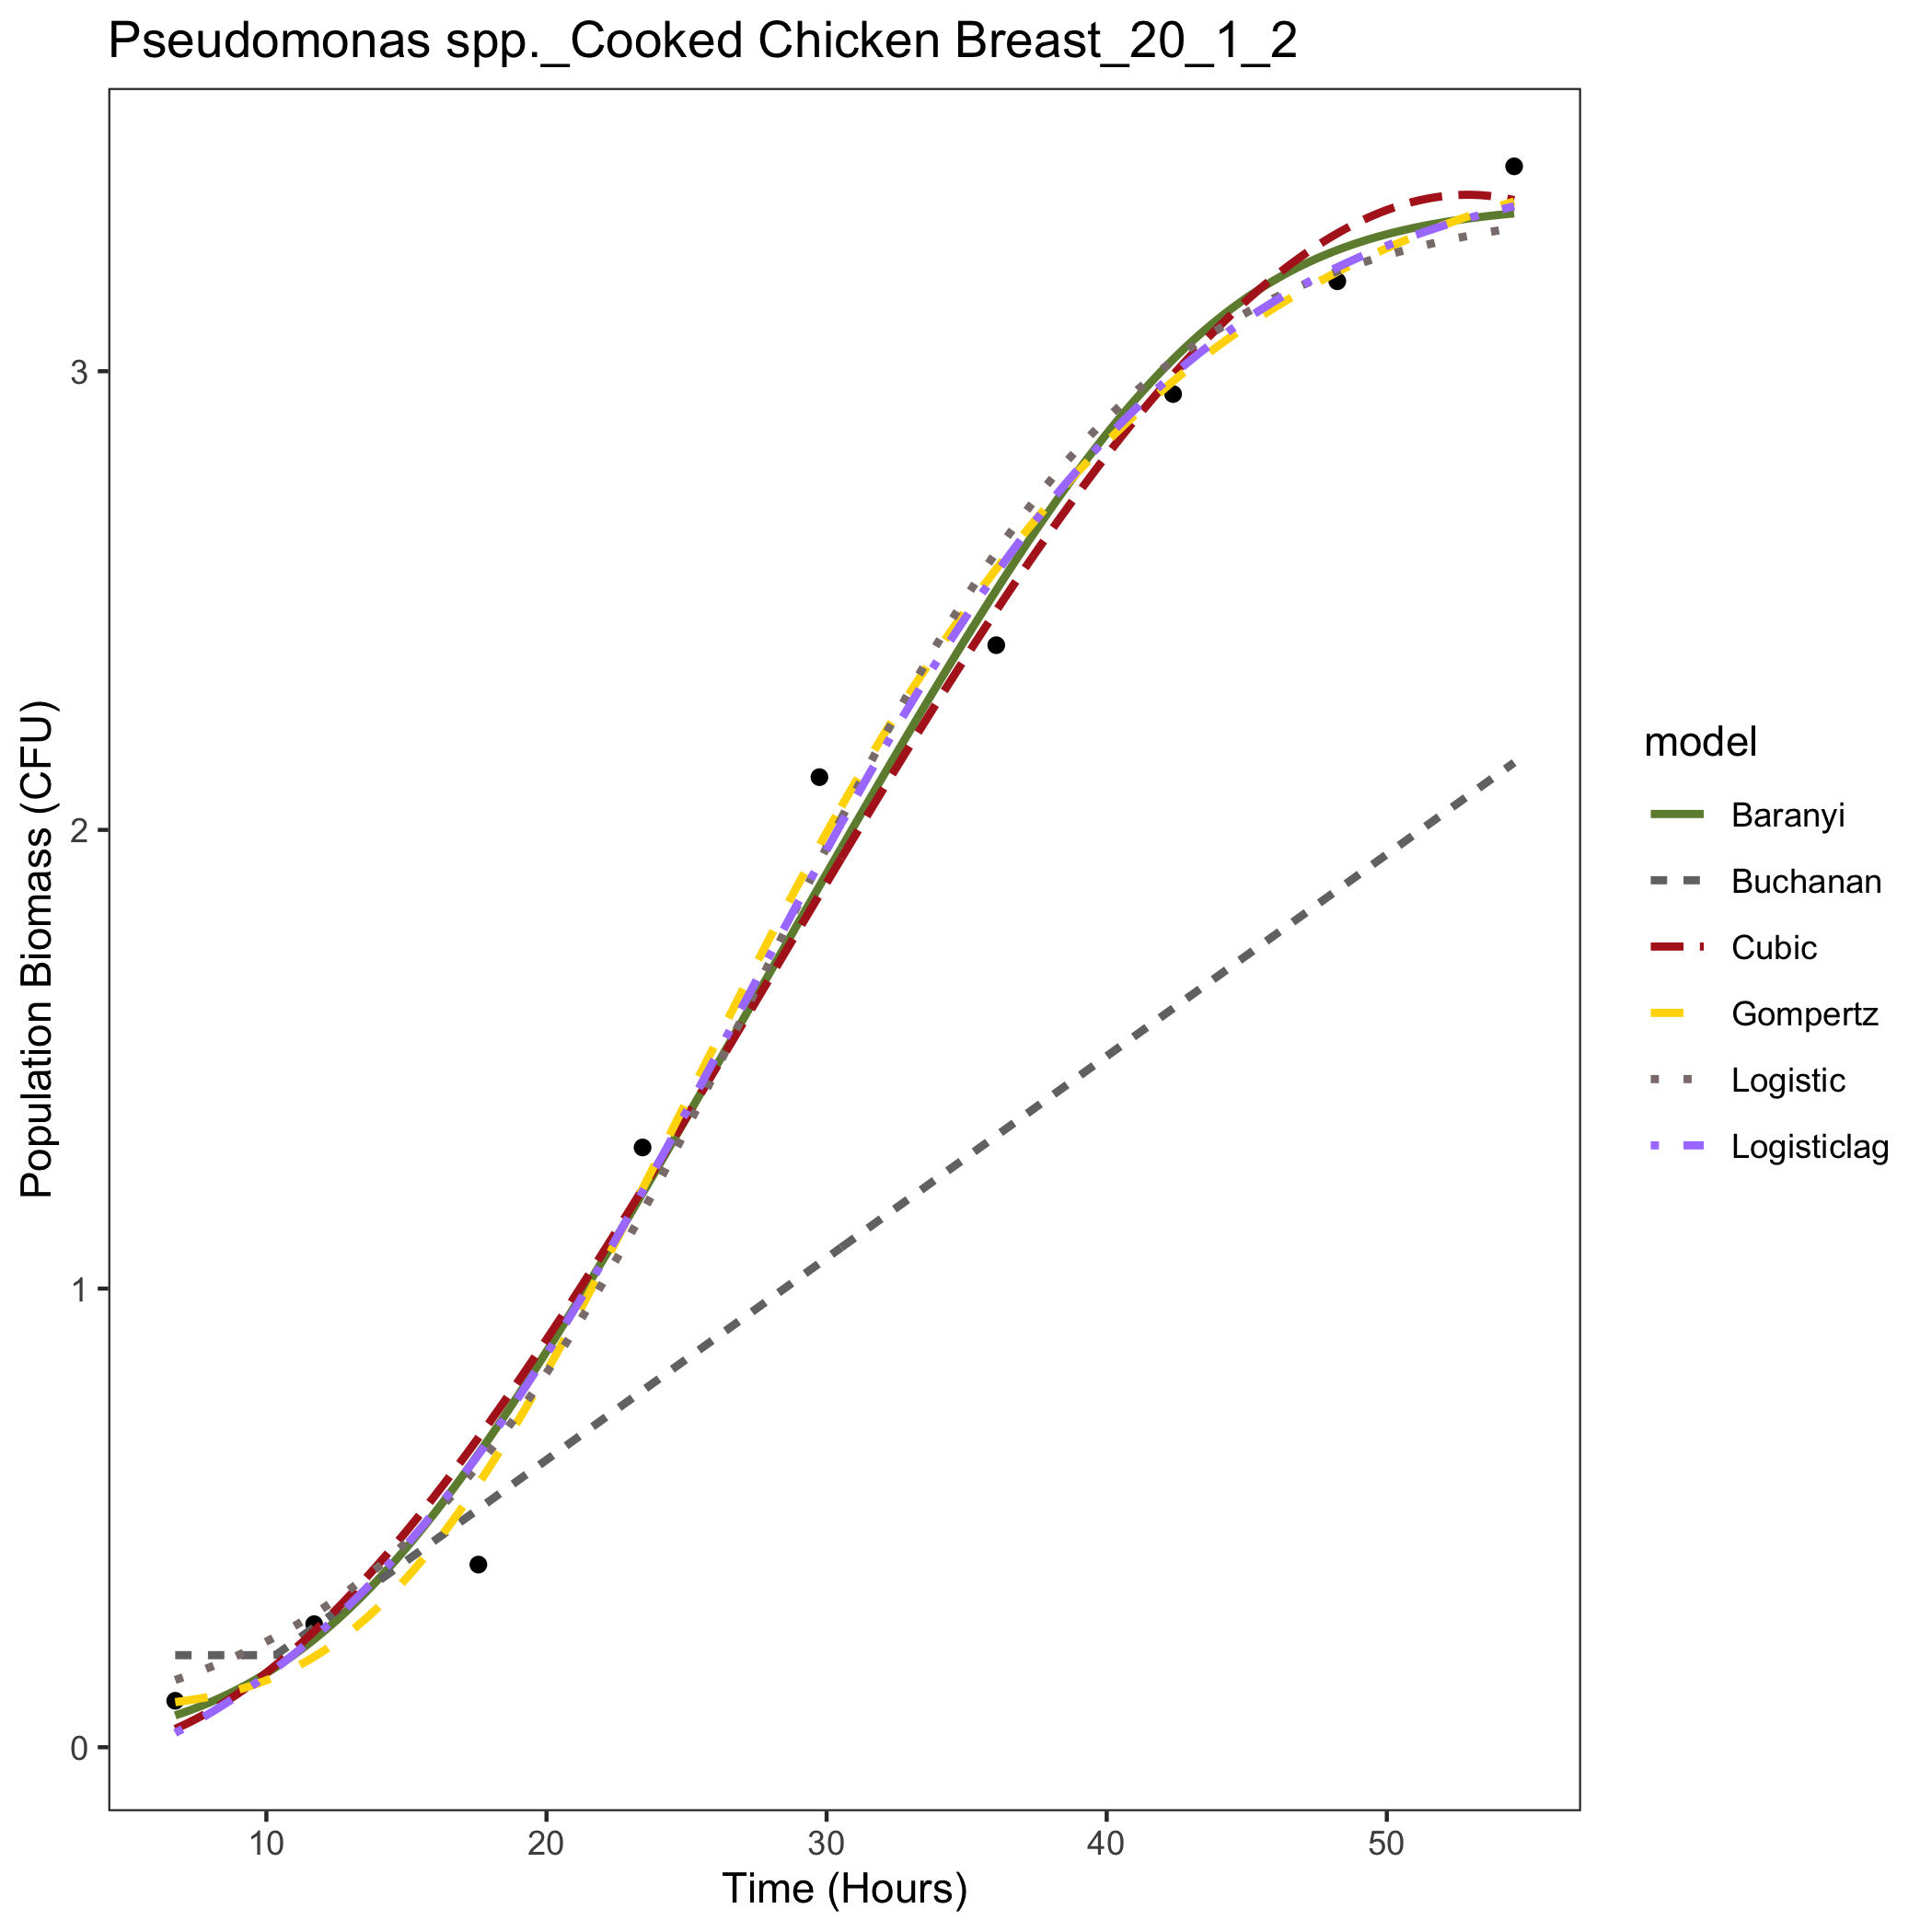 Pseudomonas spp._Cooked Chicken Breast_20_1_2
Population Biomass (CFU)
3
2
1
0
10 20 30 40 50
Time (Hours)
model
Baranyi
Buchanan
Cubic
Gompertz
Logistic
Logisticlag